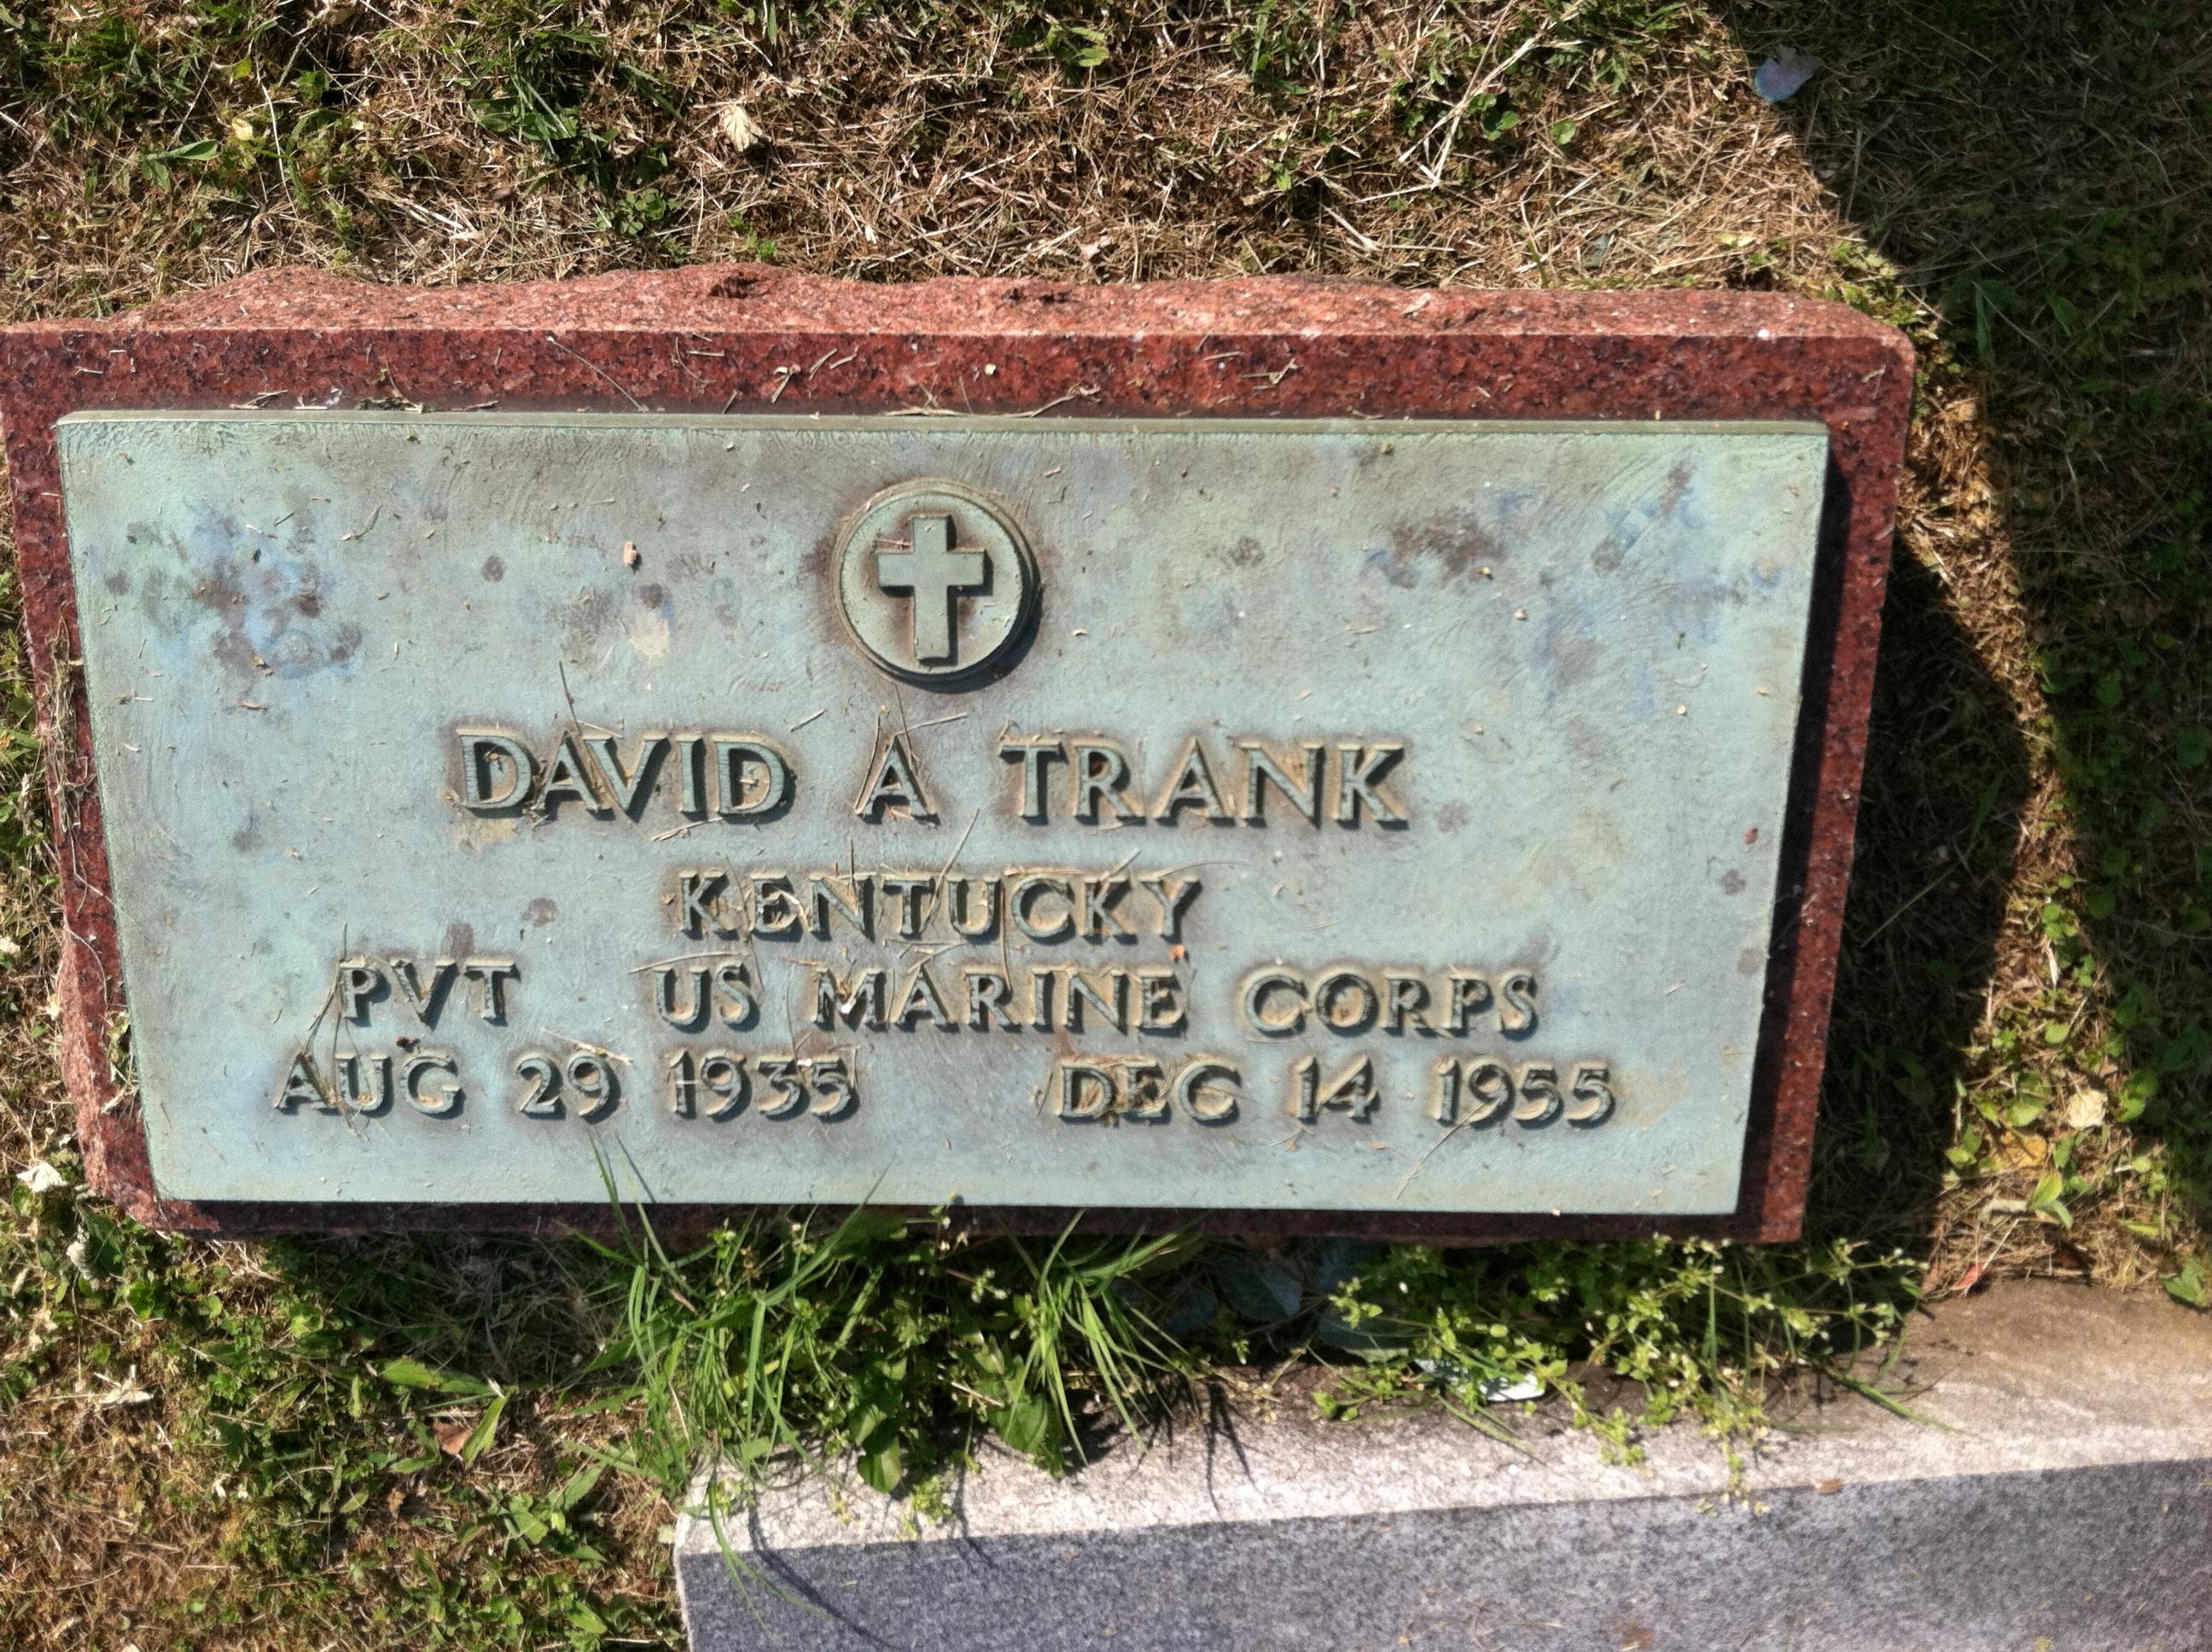 DAVID A TRANK
KENTUCKY
PVT US MARINE CORPS
AUG 29 1935 DEC 14 1955